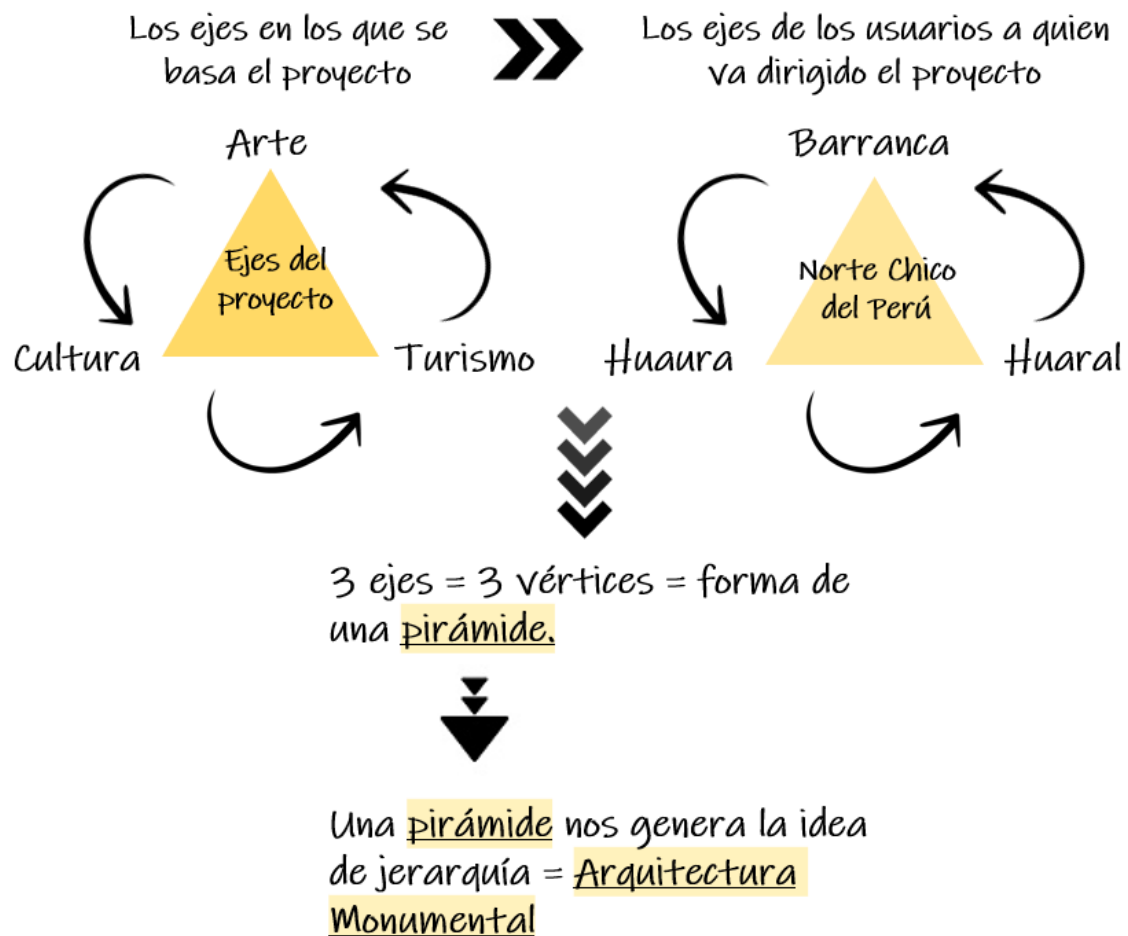 Los ejes en los que se
basa el proyecto
Los ejes de los usuarios a quien
va dirigido el proyecto
Arte
Ejes del
proyecto
Cultura
Turismo
Barranca
Norte Chico
del Perú
Huaura
Huaral
3 ejes = 3 vértices = forma de
una pirámide.
Una pirámide nos genera la idea
de jerarquía = Arquitectura
Monumental